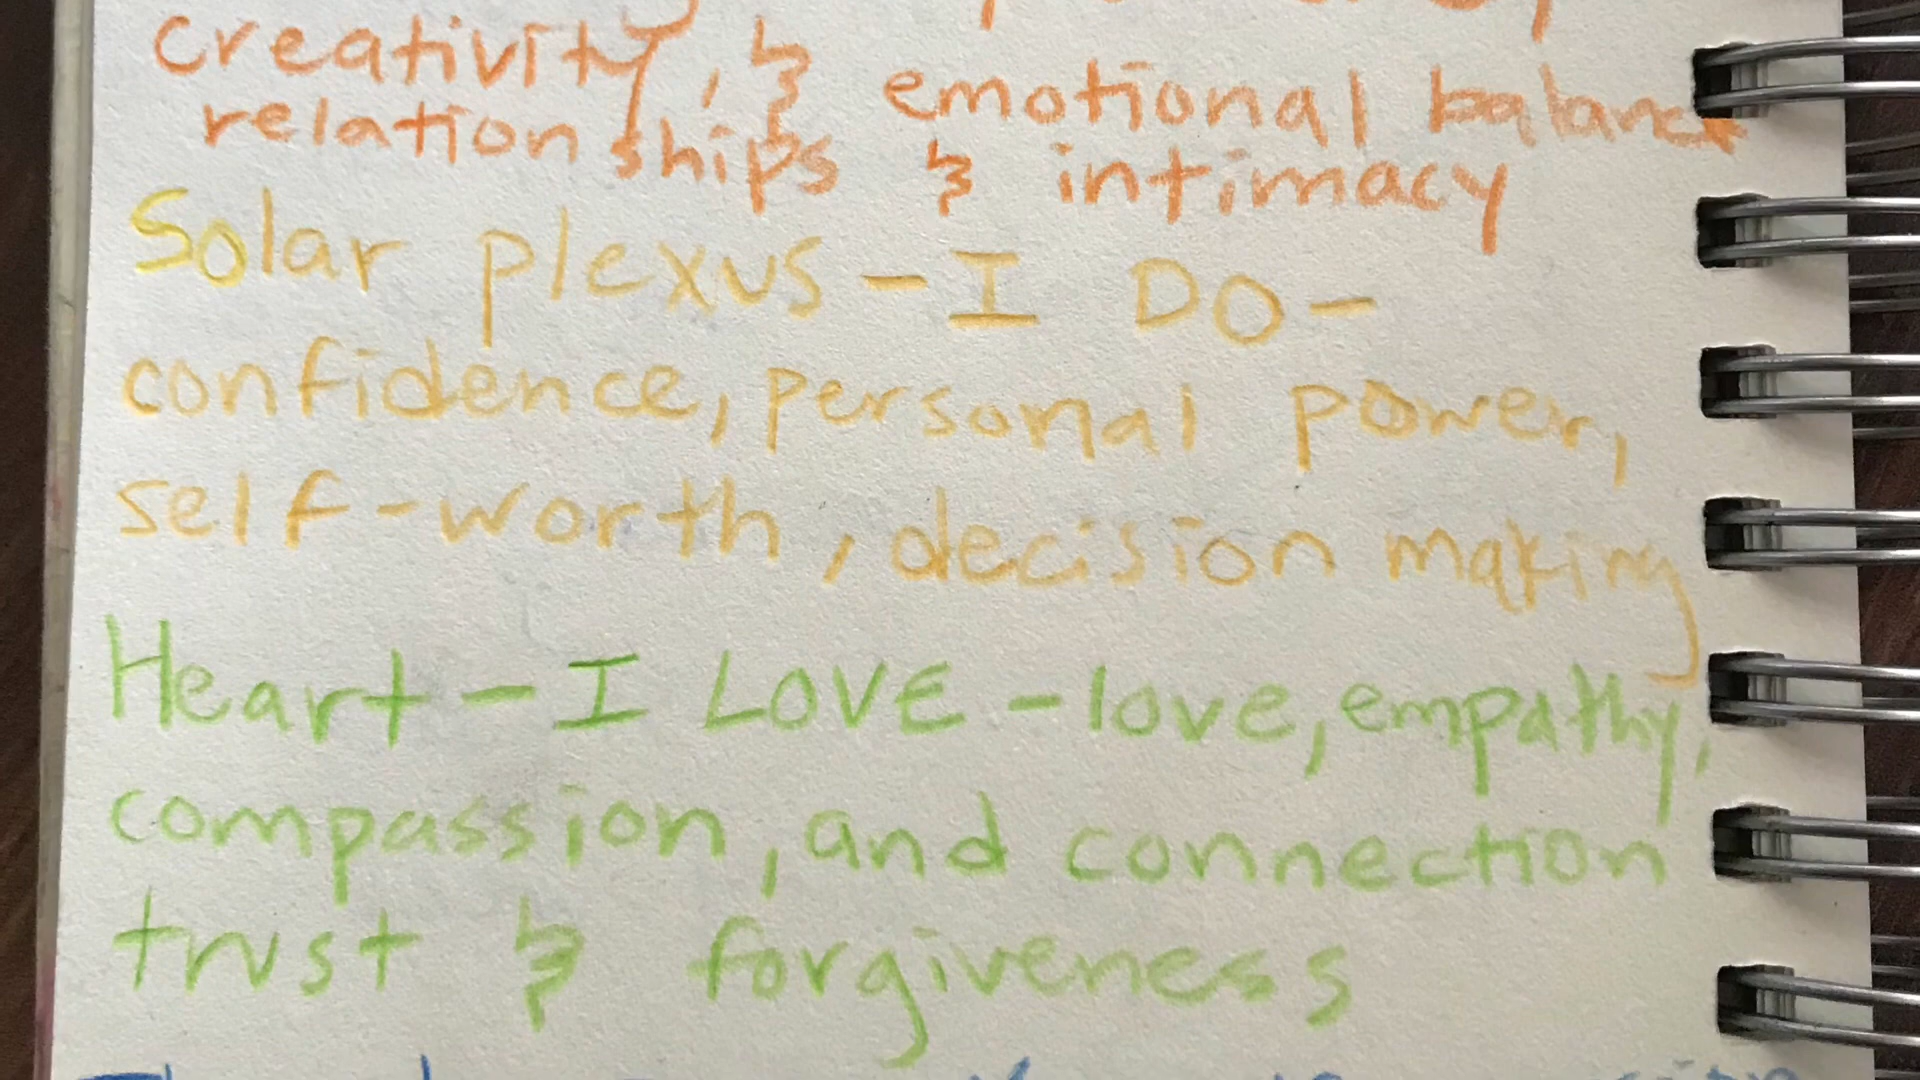 creativity, & emotional balance
relationships & intimacy
Solar plexus - I DO -
confidence, personal power,
self-worth, decision making
Heart - I LOVE - love, empathy,
compassion, and connection
trust & forgiveness